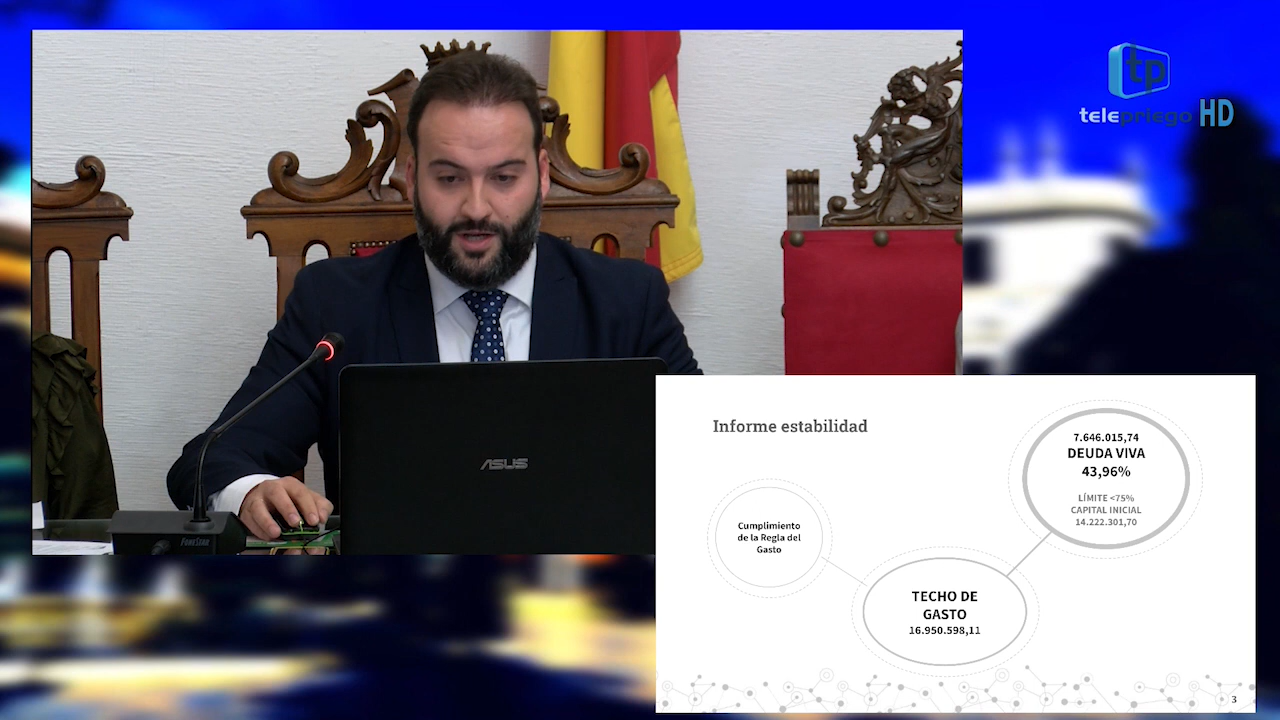 tp
telepriego HD
ASUS
FONESTAR
Informe estabilidad
7.646.015,74
DEUDA VIVA
43,96%
LÍMITE <75%
CAPITAL INICIAL
14.222.301,70
Cumplimiento
de la Regla del
Gasto
TECHO DE
GASTO
16.950.598,11
3